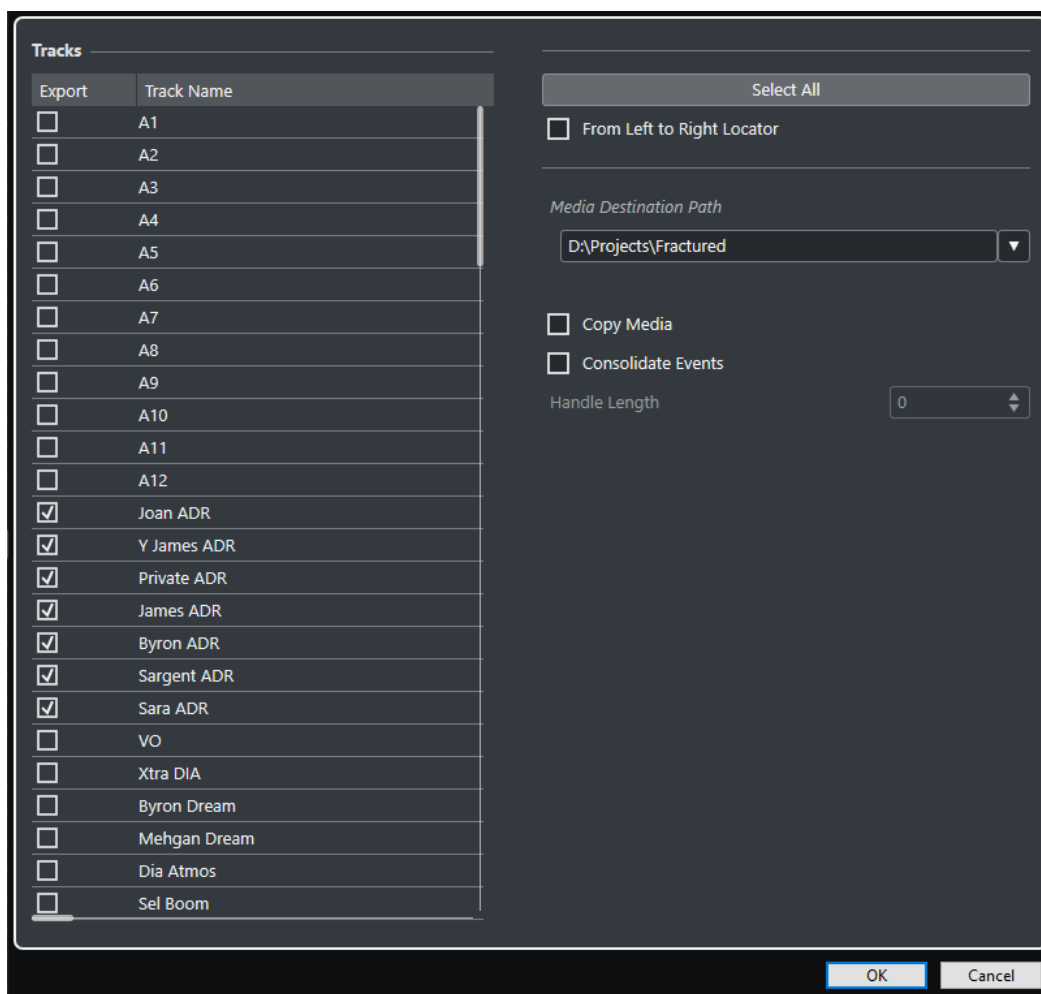 Tracks
Export Track Name
A1
A2
A3
A4
A5
A6
A7
A8
A9
A10
A11
A12
Joan ADR
Y James ADR
Private ADR
James ADR
Byron ADR
Sargent ADR
Sara ADR
VO
Xtra DIA
Byron Dream
Mehgan Dream
Dia Atmos
Sel Boom
Select All
From Left to Right Locator
Media Destination Path
D:\Projects\Fractured
Copy Media
Consolidate Events
Handle Length 0
OK Cancel